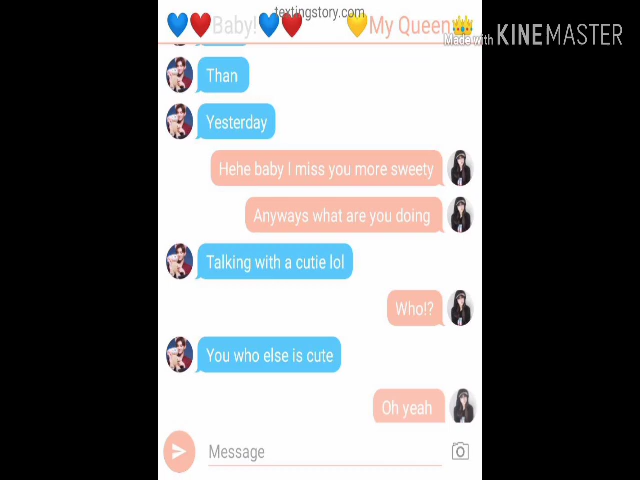 textingstory.com
💙❤️Baby!💙❤️ 💛My Queen👑
Made with KINEMASTER
Than
Yesterday
Hehe baby I miss you more sweety
Anyways what are you doing
Talking with a cutie lol
Who!?
You who else is cute
Oh yeah
Message